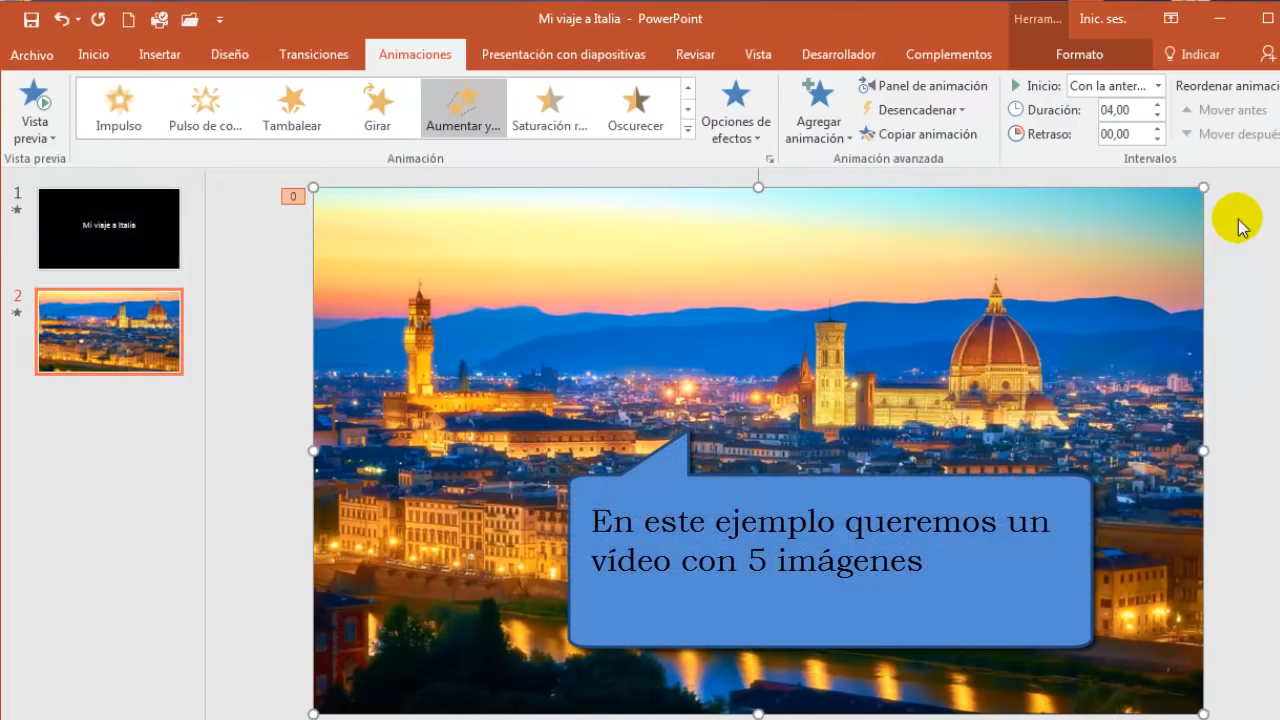 Mi viaje a Italia - PowerPoint
Herram...
Inic. ses.
Archivo
Inicio
Insertar
Diseño
Transiciones
Animaciones
Presentación con diapositivas
Revisar
Vista
Desarrollador
Complementos
Formato
Indicar
Vista
previa
Impulso
Pulso de co...
Tambalear
Girar
Aumentar y...
Saturación r...
Oscurecer
Opciones de
efectos
Agregar
animación
Panel de animación
Desencadenar
Copiar animación
Inicio: Con la anter...
Duración: 04,00
Retraso: 00,00
Reordenar animaci
Mover antes
Mover después
Vista previa
Animación
Animación avanzada
Intervalos
1
Mi viaje a Italia
2
0
En este ejemplo queremos un
vídeo con 5 imágenes